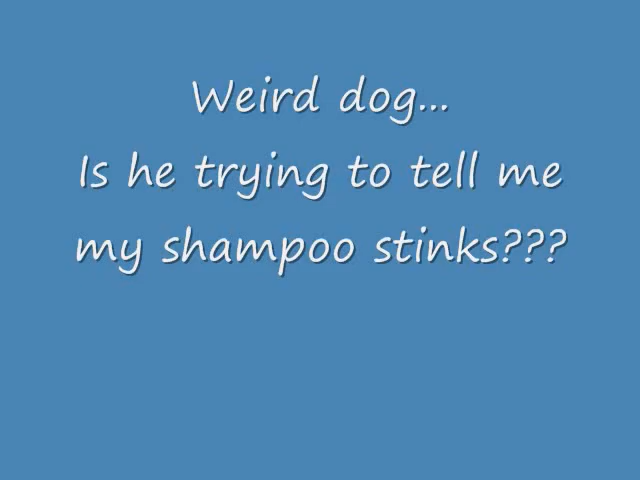 Weird dog...
Is he trying to tell me
my shampoo stinks???